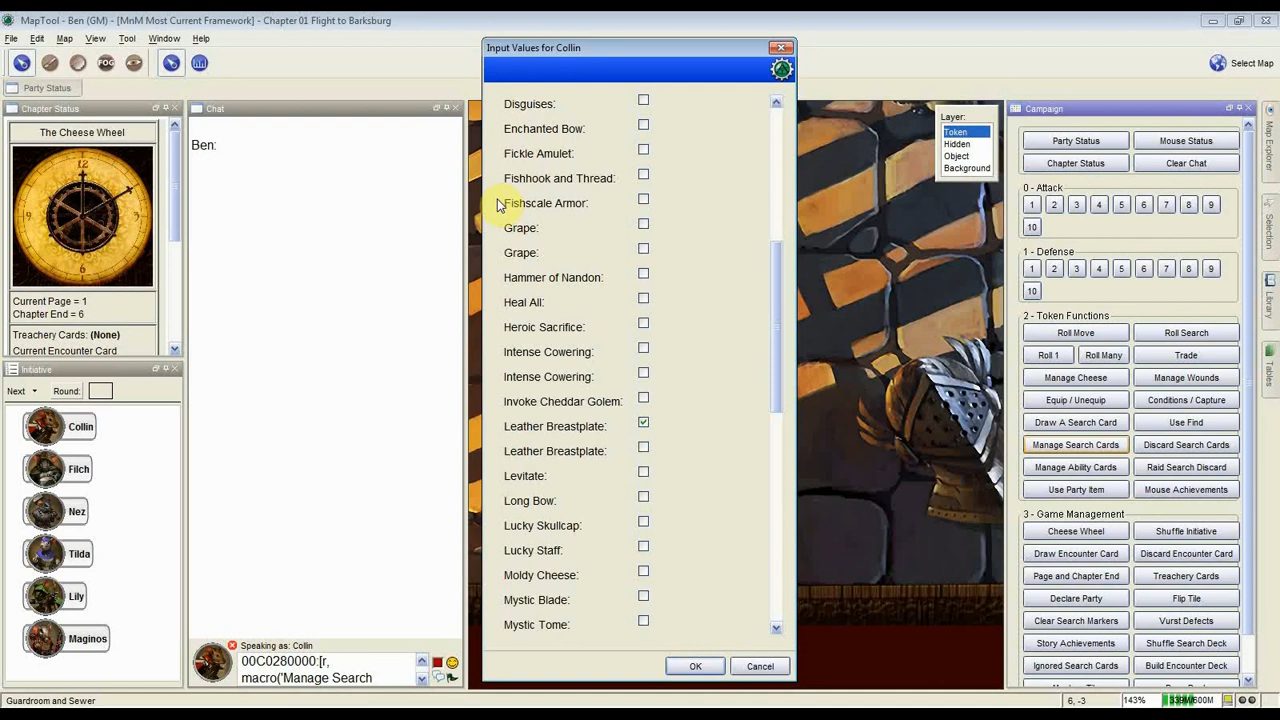 MapTool - Ben (GM) - [MnM Most Current Framework] - Chapter 01 Flight to Barksburg
File Edit Map View Tool Window Help
FOG
Select Map
Party Status
Chapter Status
The Cheese Wheel
12
3
6
9
Current Page = 1
Chapter End = 6
Treachery Cards: (None)
Current Encounter Card
Initiative
Next Round:
Collin
Filch
Nez
Tilda
Lily
Maginos
Chat
Ben:
Speaking as: Collin
00C0280000:[r,
macro('Manage Search
Input Values for Collin
Disguises:
Enchanted Bow:
Fickle Amulet:
Fishhook and Thread:
Fishscale Armor:
Grape:
Grape:
Hammer of Nandon:
Heal All:
Heroic Sacrifice:
Intense Cowering:
Intense Cowering:
Invoke Cheddar Golem:
Leather Breastplate:
Leather Breastplate:
Levitate:
Long Bow:
Lucky Skullcap:
Lucky Staff:
Moldy Cheese:
Mystic Blade:
Mystic Tome:
OK Cancel
Layer:
Token
Hidden
Object
Background
Campaign
Party Status Mouse Status
Chapter Status Clear Chat
0 - Attack
1 2 3 4 5 6 7 8 9
10
1 - Defense
1 2 3 4 5 6 7 8 9
10
2 - Token Functions
Roll Move Roll Search
Roll 1 Roll Many Trade
Manage Cheese Manage Wounds
Equip / Unequip Conditions / Capture
Draw A Search Card Use Find
Manage Search Cards Discard Search Cards
Manage Ability Cards Raid Search Discard
Use Party Item Mouse Achievements
3 - Game Management
Cheese Wheel Shuffle Initiative
Draw Encounter Card Discard Encounter Card
Page and Chapter End Treachery Cards
Declare Party Flip Tile
Clear Search Markers Vurst Defects
Story Achievements Shuffle Search Deck
Ignored Search Cards Build Encounter Deck
Map Explorer
Selection
Library
Tables
Guardroom and Sewer
6, -3 143% 339M/600M